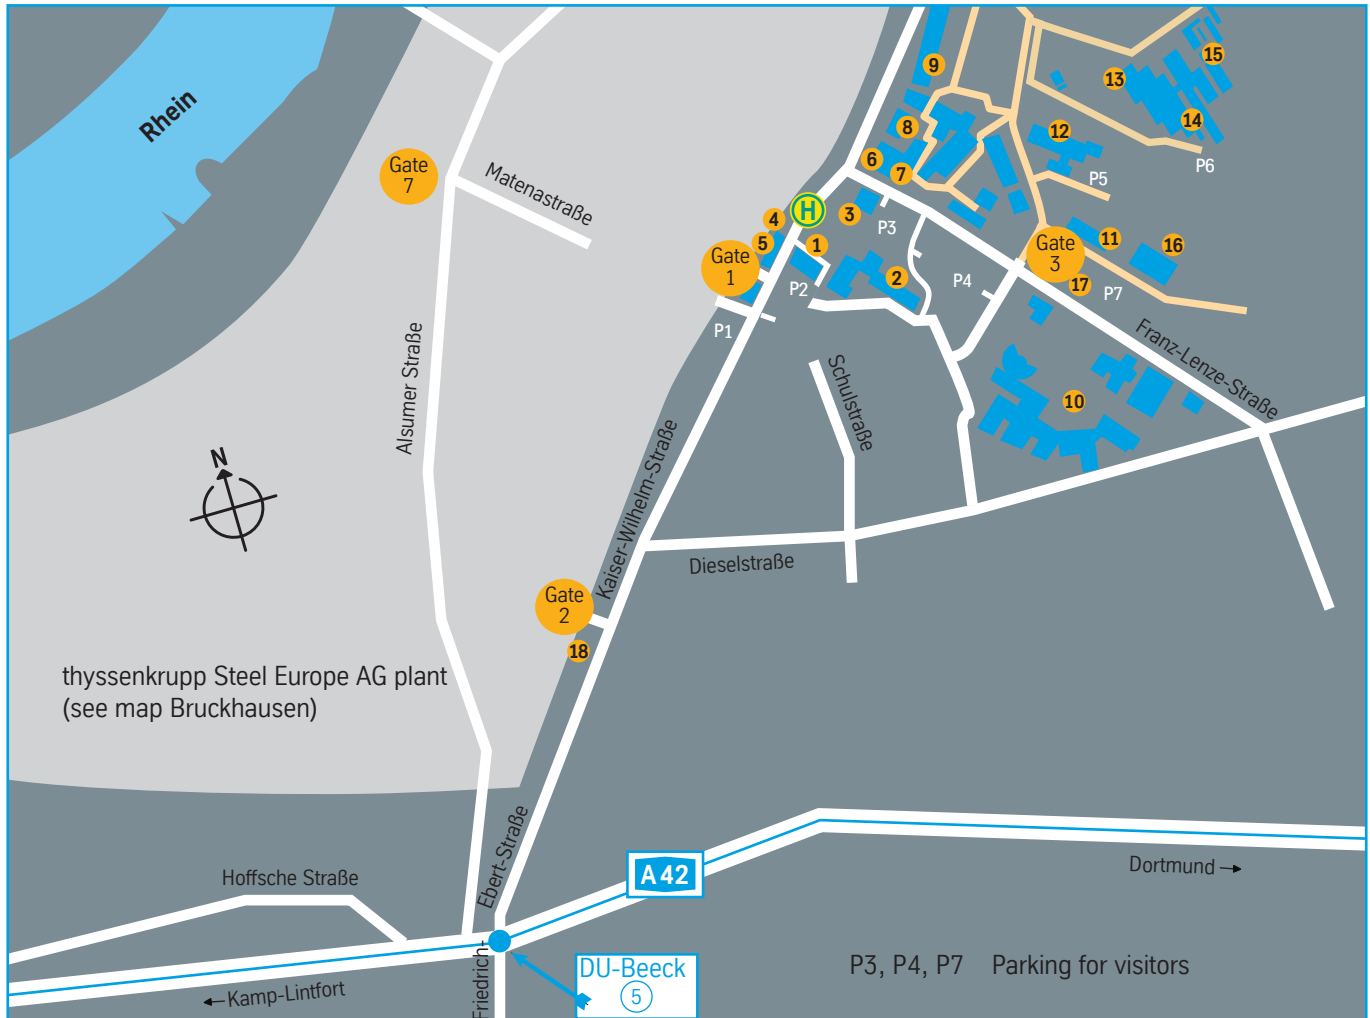 Rhein
Gate
7
Matenastraße
Alsumer Straße
N
thyssenkrupp Steel Europe AG plant
(see map Bruckhausen)
9
8
6
7
H
4
5
3
1
Gate
1
P1
P2
2
P3
P4
13
15
14
12
P5
P6
11
16
Gate
3
17
P7
Franz-Lenze-Straße
10
Schulstraße
Kaiser-Wilhelm-Straße
Dieselstraße
Gate
2
18
Friedrich-
Ebert-Straße
Hoffsche Straße
←Kamp-Lintfort
A 42
Dortmund→
DU-Beeck
5
P3, P4, P7 Parking for visitors